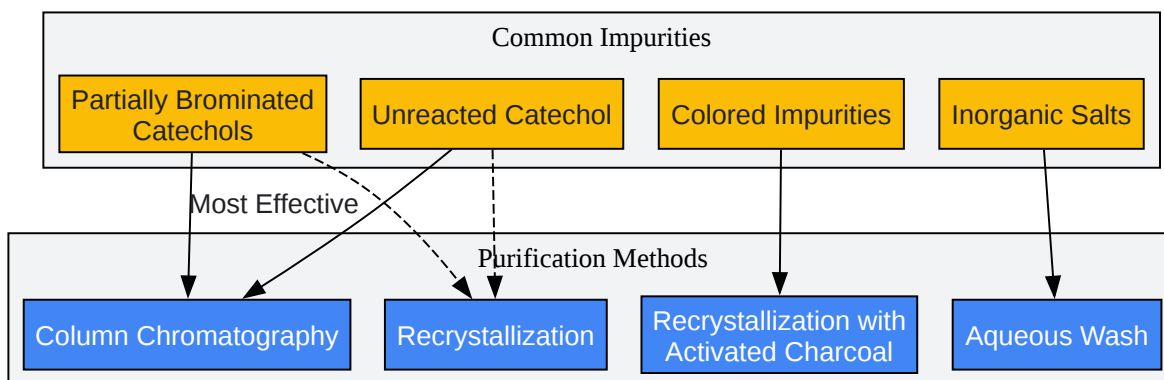 Common Impurities
Partially Brominated
Catechols
Unreacted Catechol
Colored Impurities
Inorganic Salts
Most Effective
Purification Methods
Column Chromatography
Recrystallization
Recrystallization with
Activated Charcoal
Aqueous Wash